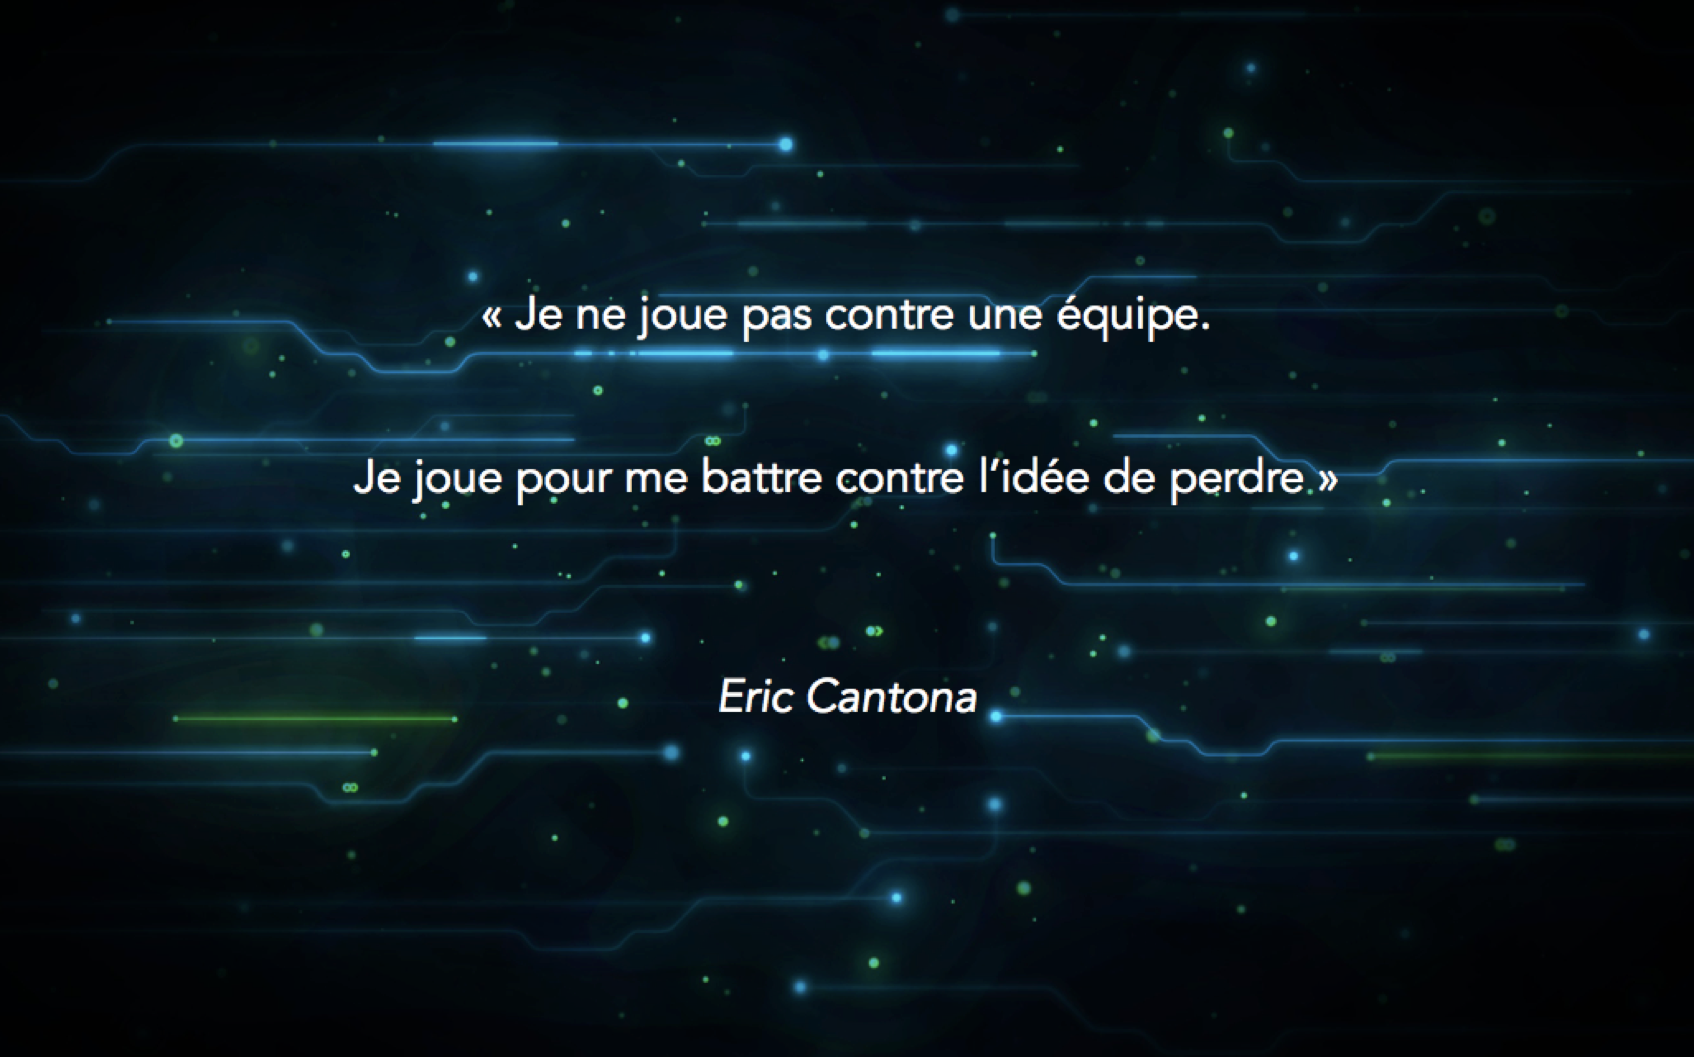 « Je ne joue pas contre une équipe.
Je joue pour me battre contre l’idée de perdre »
Eric Cantona